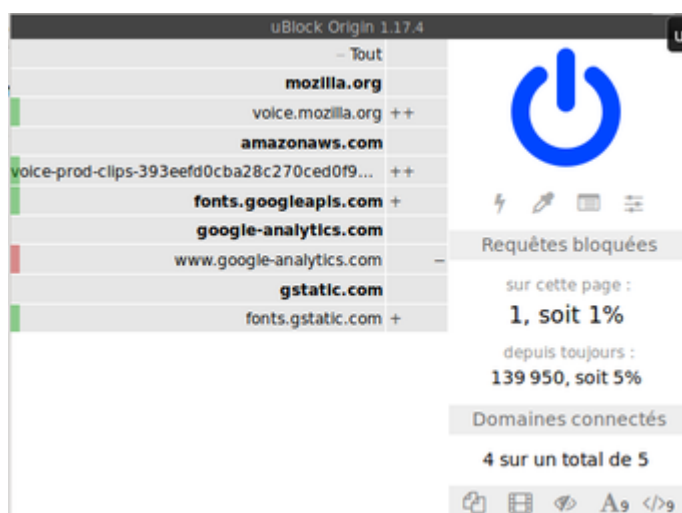 uBlock Origin 1.17.4
– Tout
mozilla.org
voice.mozilla.org ++
amazonaws.com
voice-prod-clips-393eefd0cba28c270ced0f9... ++
fonts.googleapis.com +
google-analytics.com
www.google-analytics.com –
gstatic.com
fonts.gstatic.com +
Requêtes bloquées
sur cette page :
1, soit 1%
depuis toujours :
139 950, soit 5%
Domaines connectés
4 sur un total de 5
A9 </>9